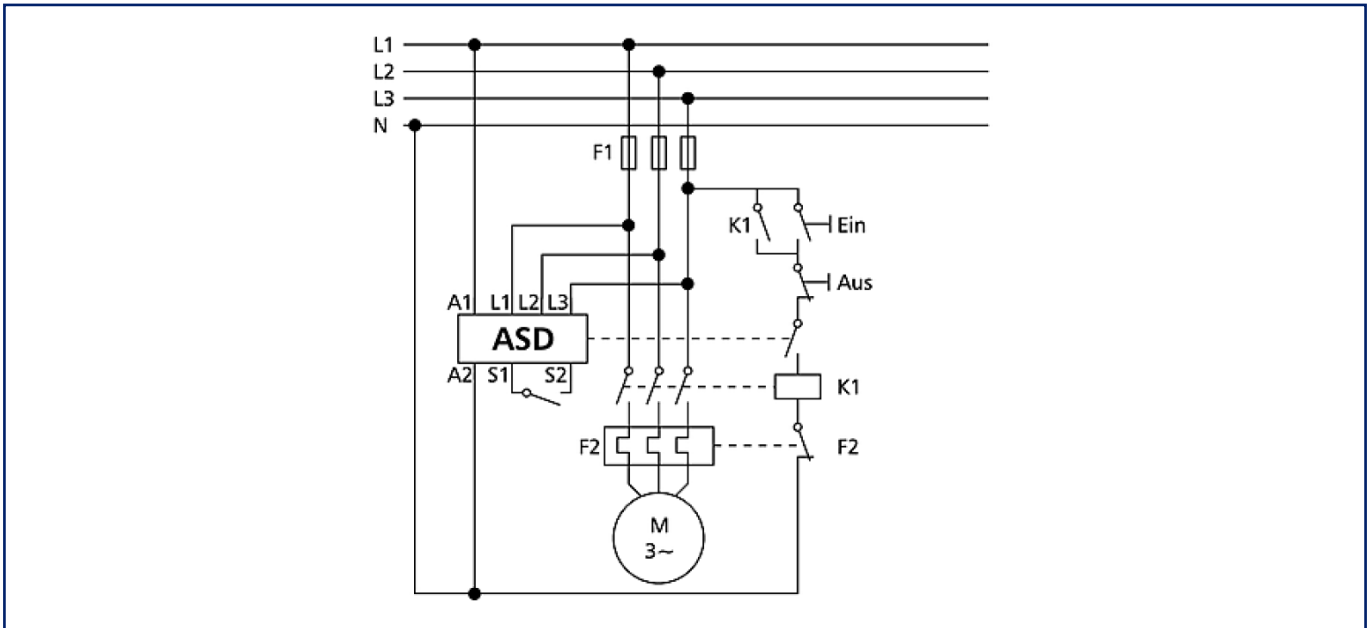 L1
L2
L3
N
F1
K1
Ein
Aus
A1 L1 L2 L3
ASD
A2 S1 S2
K1
F2
F2
M
3~